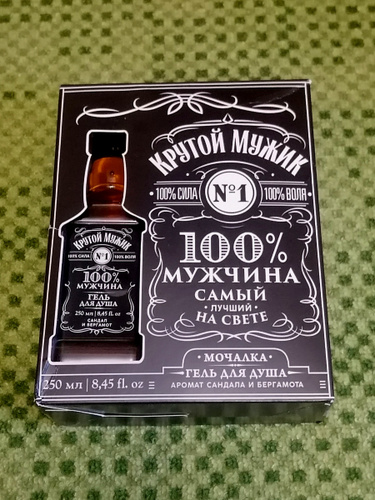 КРУТОЙ МУЖИК
100% СИЛА №1 100% ВОЛЯ
100%
МУЖЧИНА
САМЫЙ
• ЛУЧШИЙ •
НА СВЕТЕ
• МОЧАЛКА •
ГЕЛЬ ДЛЯ ДУША
АРОМАТ САНДАЛА И БЕРГАМОТА
КРУТОЙ МУЖИК
100% СИЛА №1 100% ВОЛЯ
100%
МУЖЧИНА
ГЕЛЬ
ДЛЯ ДУША
250 мл | 8,45 fl. oz
САНДАЛ
И БЕРГАМОТ
250 мл | 8,45 fl. oz